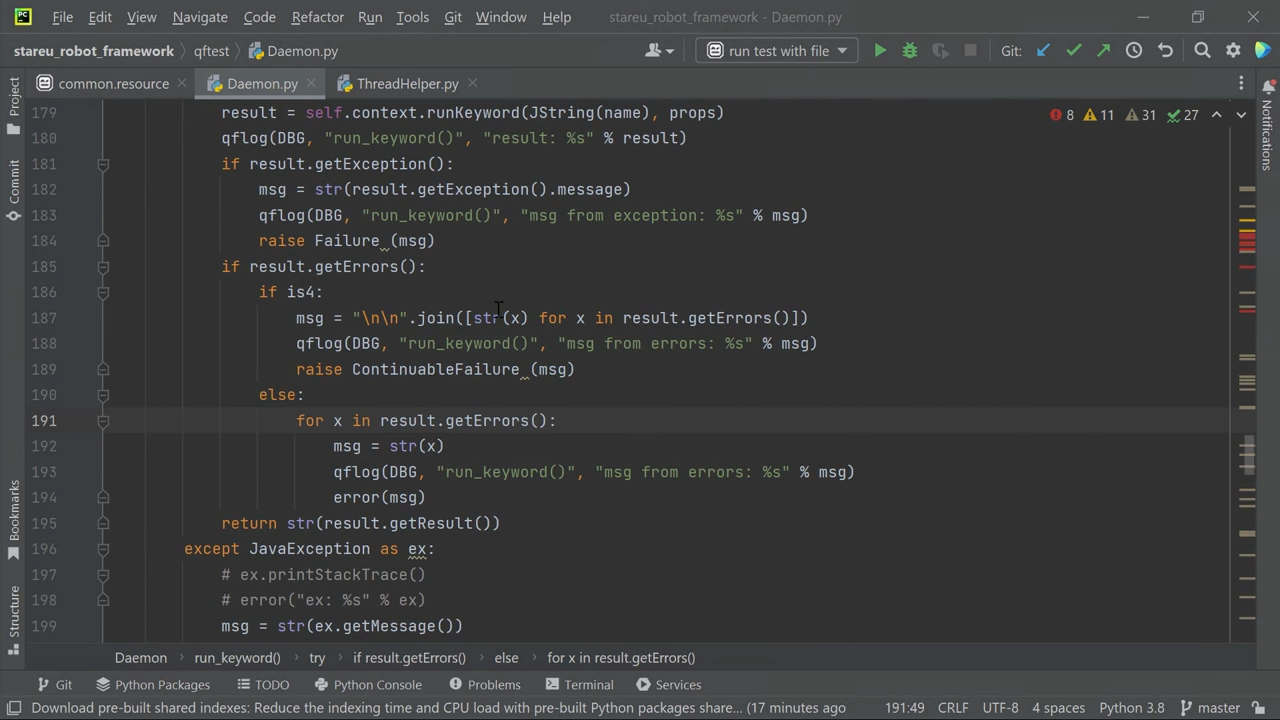 PC File Edit View Navigate Code Refactor Run Tools Git Window Help stareu_robot_framework - Daemon.py
stareu_robot_framework qftest Daemon.py run test with file Git:
common.resource Daemon.py ThreadHelper.py
Project
Commit
Bookmarks
Structure
Notifications
8 11 31 27
179 result = self.context.runKeyword(JString(name), props)
180 qflog(DBG, "run_keyword()", "result: %s" % result)
181 if result.getException():
182 msg = str(result.getException().message)
183 qflog(DBG, "run_keyword()", "msg from exception: %s" % msg)
184 raise Failure (msg)
185 if result.getErrors():
186 if is4:
187 msg = "\n\n".join([str(x) for x in result.getErrors()])
188 qflog(DBG, "run_keyword()", "msg from errors: %s" % msg)
189 raise ContinuableFailure (msg)
190 else:
191 for x in result.getErrors():
192 msg = str(x)
193 qflog(DBG, "run_keyword()", "msg from errors: %s" % msg)
194 error(msg)
195 return str(result.getResult())
196 except JavaException as ex:
197 # ex.printStackTrace()
198 # error("ex: %s" % ex)
199 msg = str(ex.getMessage())
Daemon run_keyword() try if result.getErrors() else for x in result.getErrors()
Git Python Packages TODO Python Console Problems Terminal Services
Download pre-built shared indexes: Reduce the indexing time and CPU load with pre-built Python packages share... (17 minutes ago 191:49 CRLF UTF-8 4 spaces Python 3.8 master